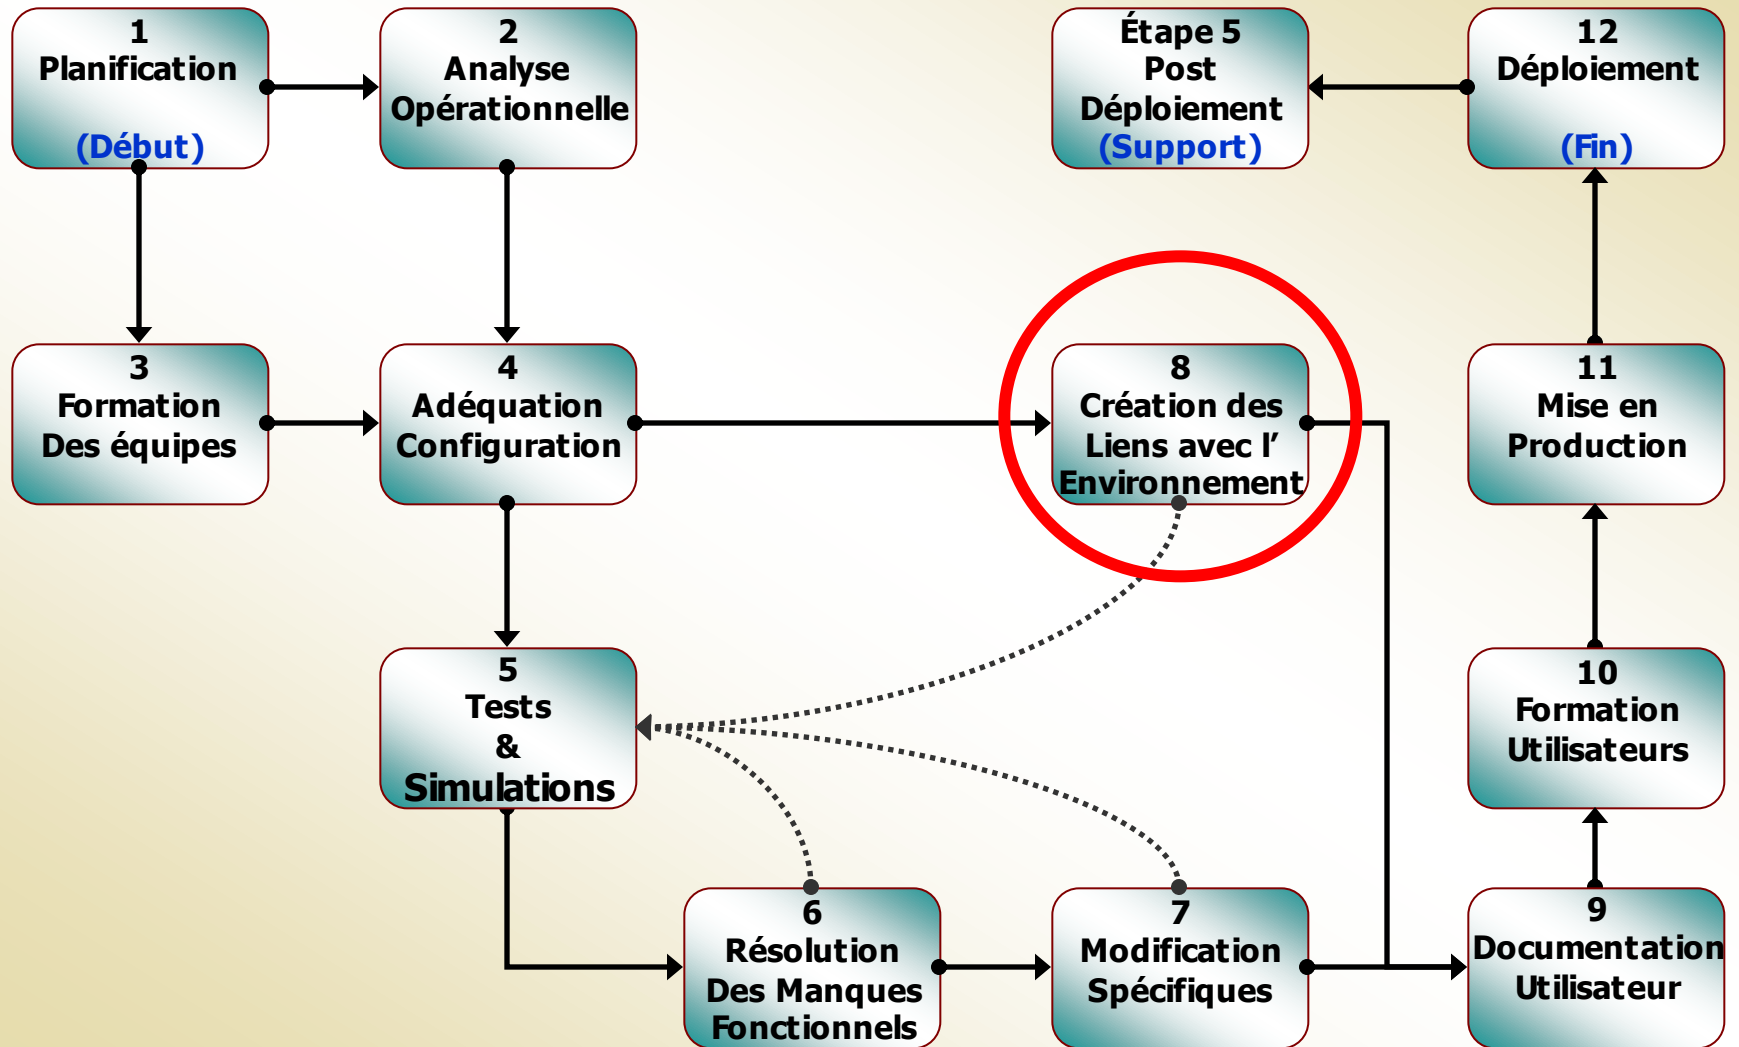 1
Planification
(Début)
2
Analyse
Opérationnelle
Étape 5
Post
Déploiement
(Support)
12
Déploiement
(Fin)
3
Formation
Des équipes
4
Adéquation
Configuration
8
Création des
Liens avec l’
Environnement
11
Mise en
Production
5
Tests
&
Simulations
10
Formation
Utilisateurs
6
Résolution
Des Manques
Fonctionnels
7
Modification
Spécifiques
9
Documentation
Utilisateur